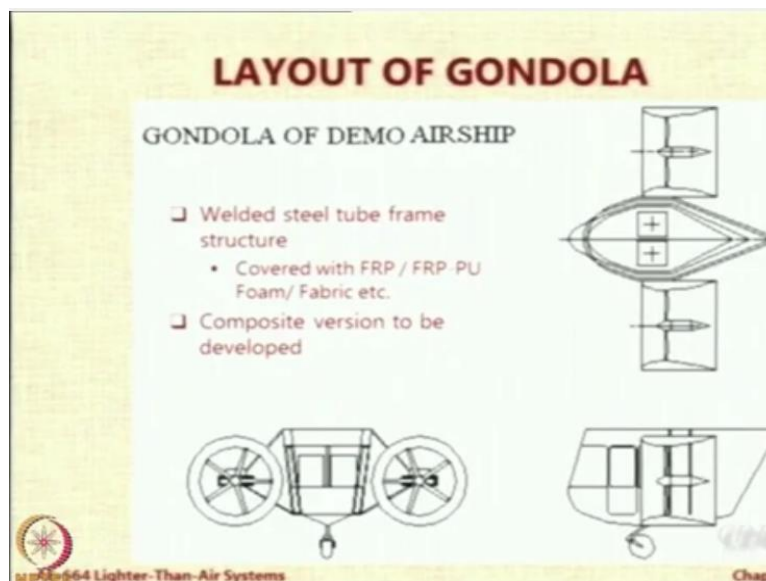 LAYOUT OF GONDOLA
GONDOLA OF DEMO AIRSHIP
Welded steel tube frame
structure
Covered with FRP / FRP-PU
Foam/ Fabric etc.
Composite version to be
developed
664 Lighter-Than-Air Systems